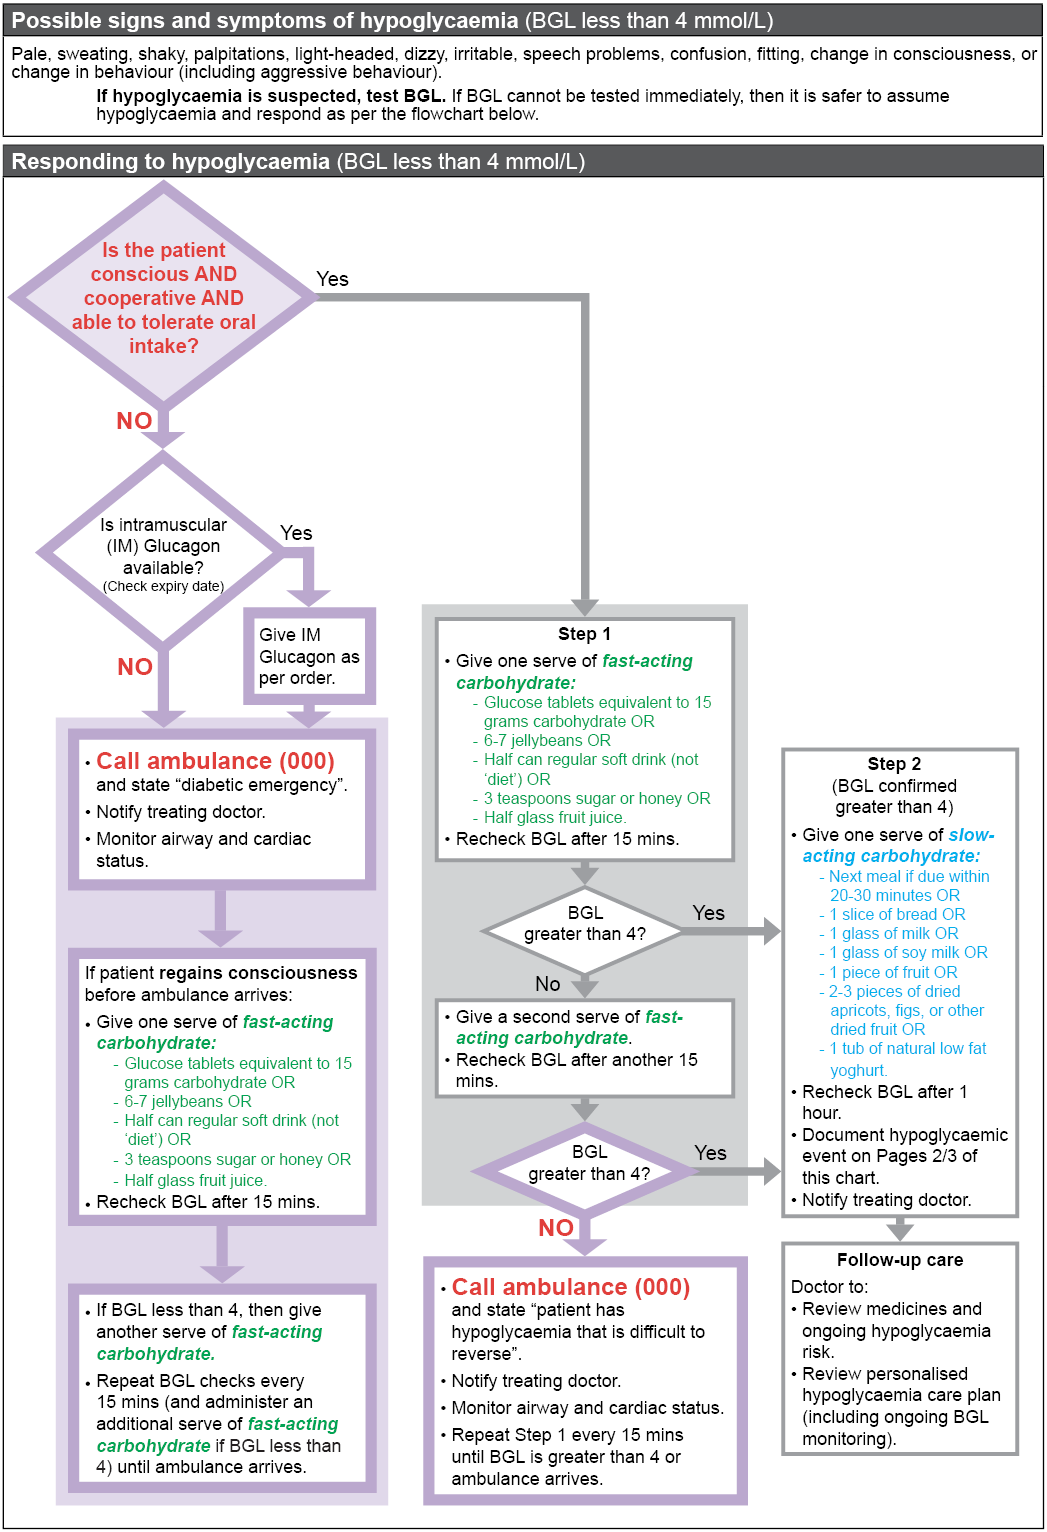 Possible signs and symptoms of hypoglycaemia (BGL less than 4 mmol/L)
Pale, sweating, shaky, palpitations, light-headed, dizzy, irritable, speech problems, confusion, fitting, change in consciousness, or
change in behaviour (including aggressive behaviour).
If hypoglycaemia is suspected, test BGL. If BGL cannot be tested immediately, then it is safer to assume
hypoglycaemia and respond as per the flowchart below.
Responding to hypoglycaemia (BGL less than 4 mmol/L)
Is the patient
conscious AND
cooperative AND
able to tolerate oral
intake?
Yes
NO
Is intramuscular
(IM) Glucagon
available?
(Check expiry date)
Yes
Give IM
Glucagon as
per order.
NO
• Call ambulance (000)
and state “diabetic emergency”.
• Notify treating doctor.
• Monitor airway and cardiac
status.
If patient regains consciousness
before ambulance arrives:
• Give one serve of fast-acting
carbohydrate:
- Glucose tablets equivalent to 15
grams carbohydrate OR
- 6-7 jellybeans OR
- Half can regular soft drink (not
‘diet’) OR
- 3 teaspoons sugar or honey OR
- Half glass fruit juice.
• Recheck BGL after 15 mins.
• If BGL less than 4, then give
another serve of fast-acting
carbohydrate.
• Repeat BGL checks every
15 mins (and administer an
additional serve of fast-acting
carbohydrate if BGL less than
4) until ambulance arrives.
Step 1
• Give one serve of fast-acting
carbohydrate:
- Glucose tablets equivalent to 15
grams carbohydrate OR
- 6-7 jellybeans OR
- Half can regular soft drink (not
‘diet’) OR
- 3 teaspoons sugar or honey OR
- Half glass fruit juice.
• Recheck BGL after 15 mins.
BGL
greater than 4?
Yes
No
• Give a second serve of fast-
acting carbohydrate.
• Recheck BGL after another 15
mins.
BGL
greater than 4?
Yes
NO
• Call ambulance (000)
and state “patient has
hypoglycaemia that is difficult to
reverse”.
• Notify treating doctor.
• Monitor airway and cardiac status.
• Repeat Step 1 every 15 mins
until BGL is greater than 4 or
ambulance arrives.
Step 2
(BGL confirmed
greater than 4)
• Give one serve of slow-
acting carbohydrate:
- Next meal if due within
20-30 minutes OR
- 1 slice of bread OR
- 1 glass of milk OR
- 1 glass of soy milk OR
- 1 piece of fruit OR
- 2-3 pieces of dried
apricots, figs, or other
dried fruit OR
- 1 tub of natural low fat
yoghurt.
• Recheck BGL after 1
hour.
• Document hypoglycaemic
event on Pages 2/3 of
this chart.
• Notify treating doctor.
Follow-up care
Doctor to:
• Review medicines and
ongoing hypoglycaemia
risk.
• Review personalised
hypoglycaemia care plan
(including ongoing BGL
monitoring).